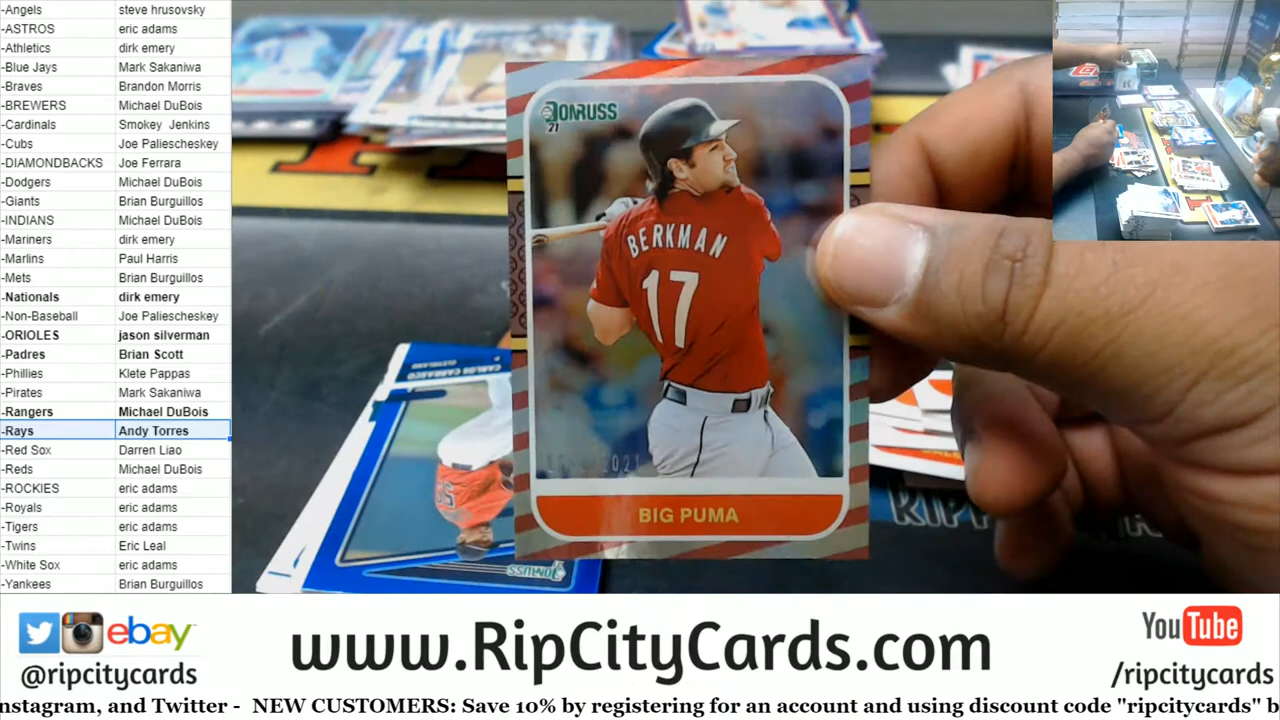 -Angels steve hrusovsky
-ASTROS eric adams
-Athletics dirk emery
-Blue Jays Mark Sakaniwa
-Braves Brandon Morris
-BREWERS Michael DuBois
-Cardinals Smokey Jenkins
-Cubs Joe Paliescheskey
-DIAMONDBACKS Joe Ferrara
-Dodgers Michael DuBois
-Giants Brian Burguillos
-INDIANS Michael DuBois
-Mariners dirk emery
-Marlins Paul Harris
-Mets Brian Burguillos
-Nationals dirk emery
-Non-Baseball Joe Paliescheskey
-ORIOLES jason silverman
-Padres Brian Scott
-Phillies Klete Pappas
-Pirates Mark Sakaniwa
-Rangers Michael DuBois
-Rays Andy Torres
-Red Sox Darren Liao
-Reds Michael DuBois
-ROCKIES eric adams
-Royals eric adams
-Tigers eric adams
-Twins Eric Leal
-White Sox eric adams
-Yankees Brian Burguillos
DONRUSS
21
BERKMAN
17
BIG PUMA
CARLOS CARRASCO
CLEVELAND
DONRUSS
ebay
@ripcitycards
www.RipCityCards.com
YouTube
/ripcitycards
nstagram, and Twitter - NEW CUSTOMERS: Save 10% by registering for an account and using discount code "ripcitycards" b